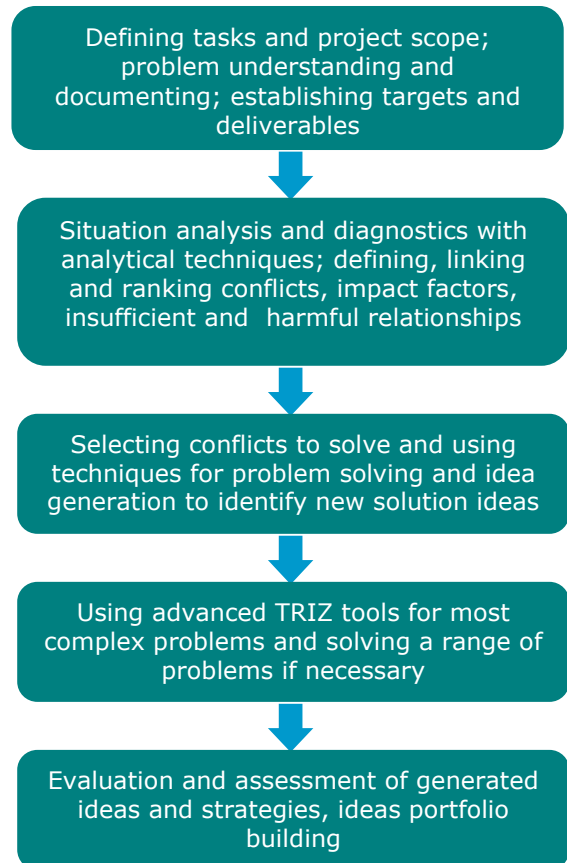 Defining tasks and project scope;
problem understanding and
documenting; establishing targets and
deliverables
Situation analysis and diagnostics with
analytical techniques; defining, linking
and ranking conflicts, impact factors,
insufficient and  harmful relationships
Selecting conflicts to solve and using
techniques for problem solving and idea
generation to identify new solution ideas
Using advanced TRIZ tools for most
complex problems and solving a range of
problems if necessary
Evaluation and assessment of generated
ideas and strategies, ideas portfolio
building